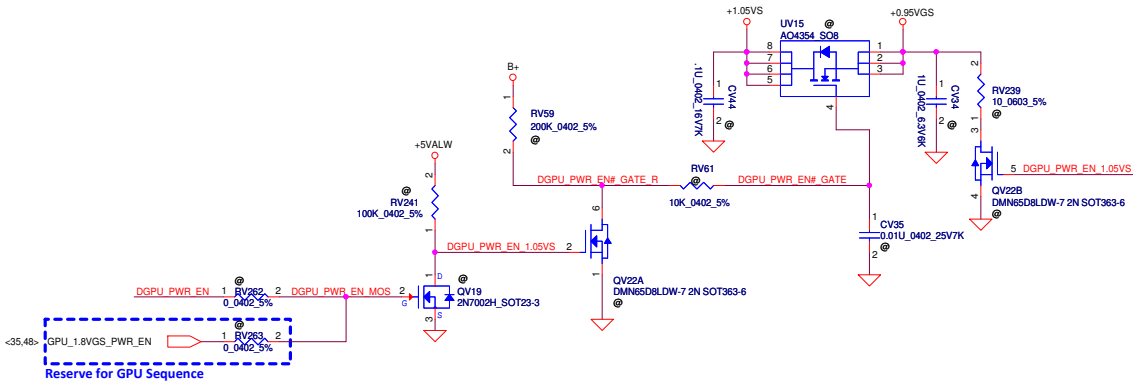 +1.05VS
+0.95VGS
UV15
@
AO4354_SO8
8
7
6
5
1
2
3
4
1
2
CV44
.1U_0402_16V7K
@
1
2
CV34
1U_0402_6.3V6K
@
2
1
RV239
10_0603_5%
@
3
4
5
DGPU_PWR_EN_1.05VS
QV22B
DMN65D8LDW-7 2N SOT363-6
@
B+
1
2
RV59
200K_0402_5%
@
DGPU_PWR_EN#_GATE_R
RV61
@
10K_0402_5%
DGPU_PWR_EN#_GATE
1
2
CV35
0.01U_0402_25V7K
@
+5VALW
2
1
@
RV241
100K_0402_5%
DGPU_PWR_EN_1.05VS
2
6
1
QV22A
DMN65D8LDW-7 2N SOT363-6
@
1
D
2
G
3
S
@
QV19
2N7002H_SOT23-3
DGPU_PWR_EN
1
@
RV262
0_0402_5%
2
DGPU_PWR_EN_MOS
<35,48>
GPU_1.8VGS_PWR_EN
1
@
RV263
0_0402_5%
2
Reserve for GPU Sequence